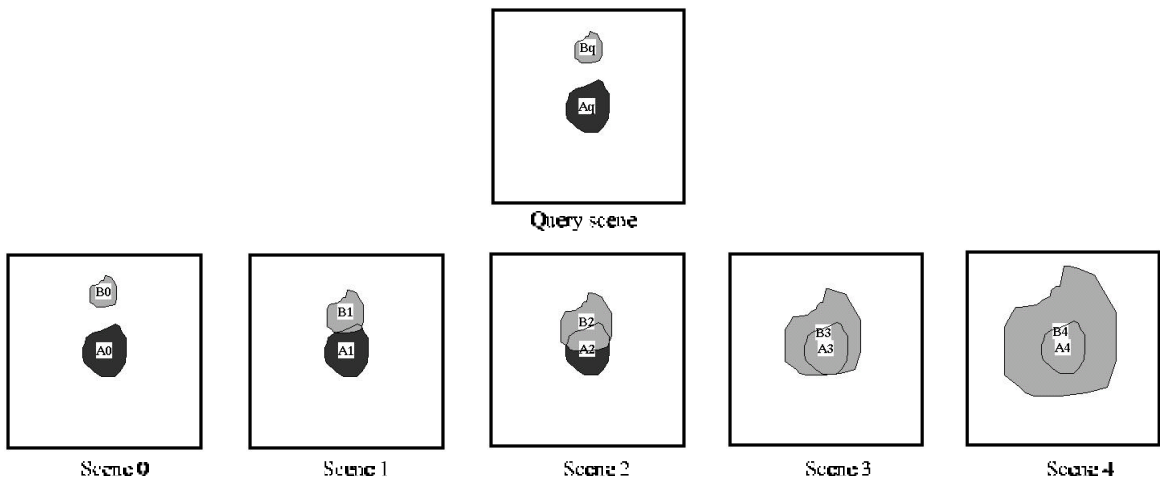 Bq
Aq
Query scene
B0
A0
B1
A1
B2
A2
B3
A3
B4
A4
Scene 0
Scene 1
Scene 2
Scene 3
Scene 4